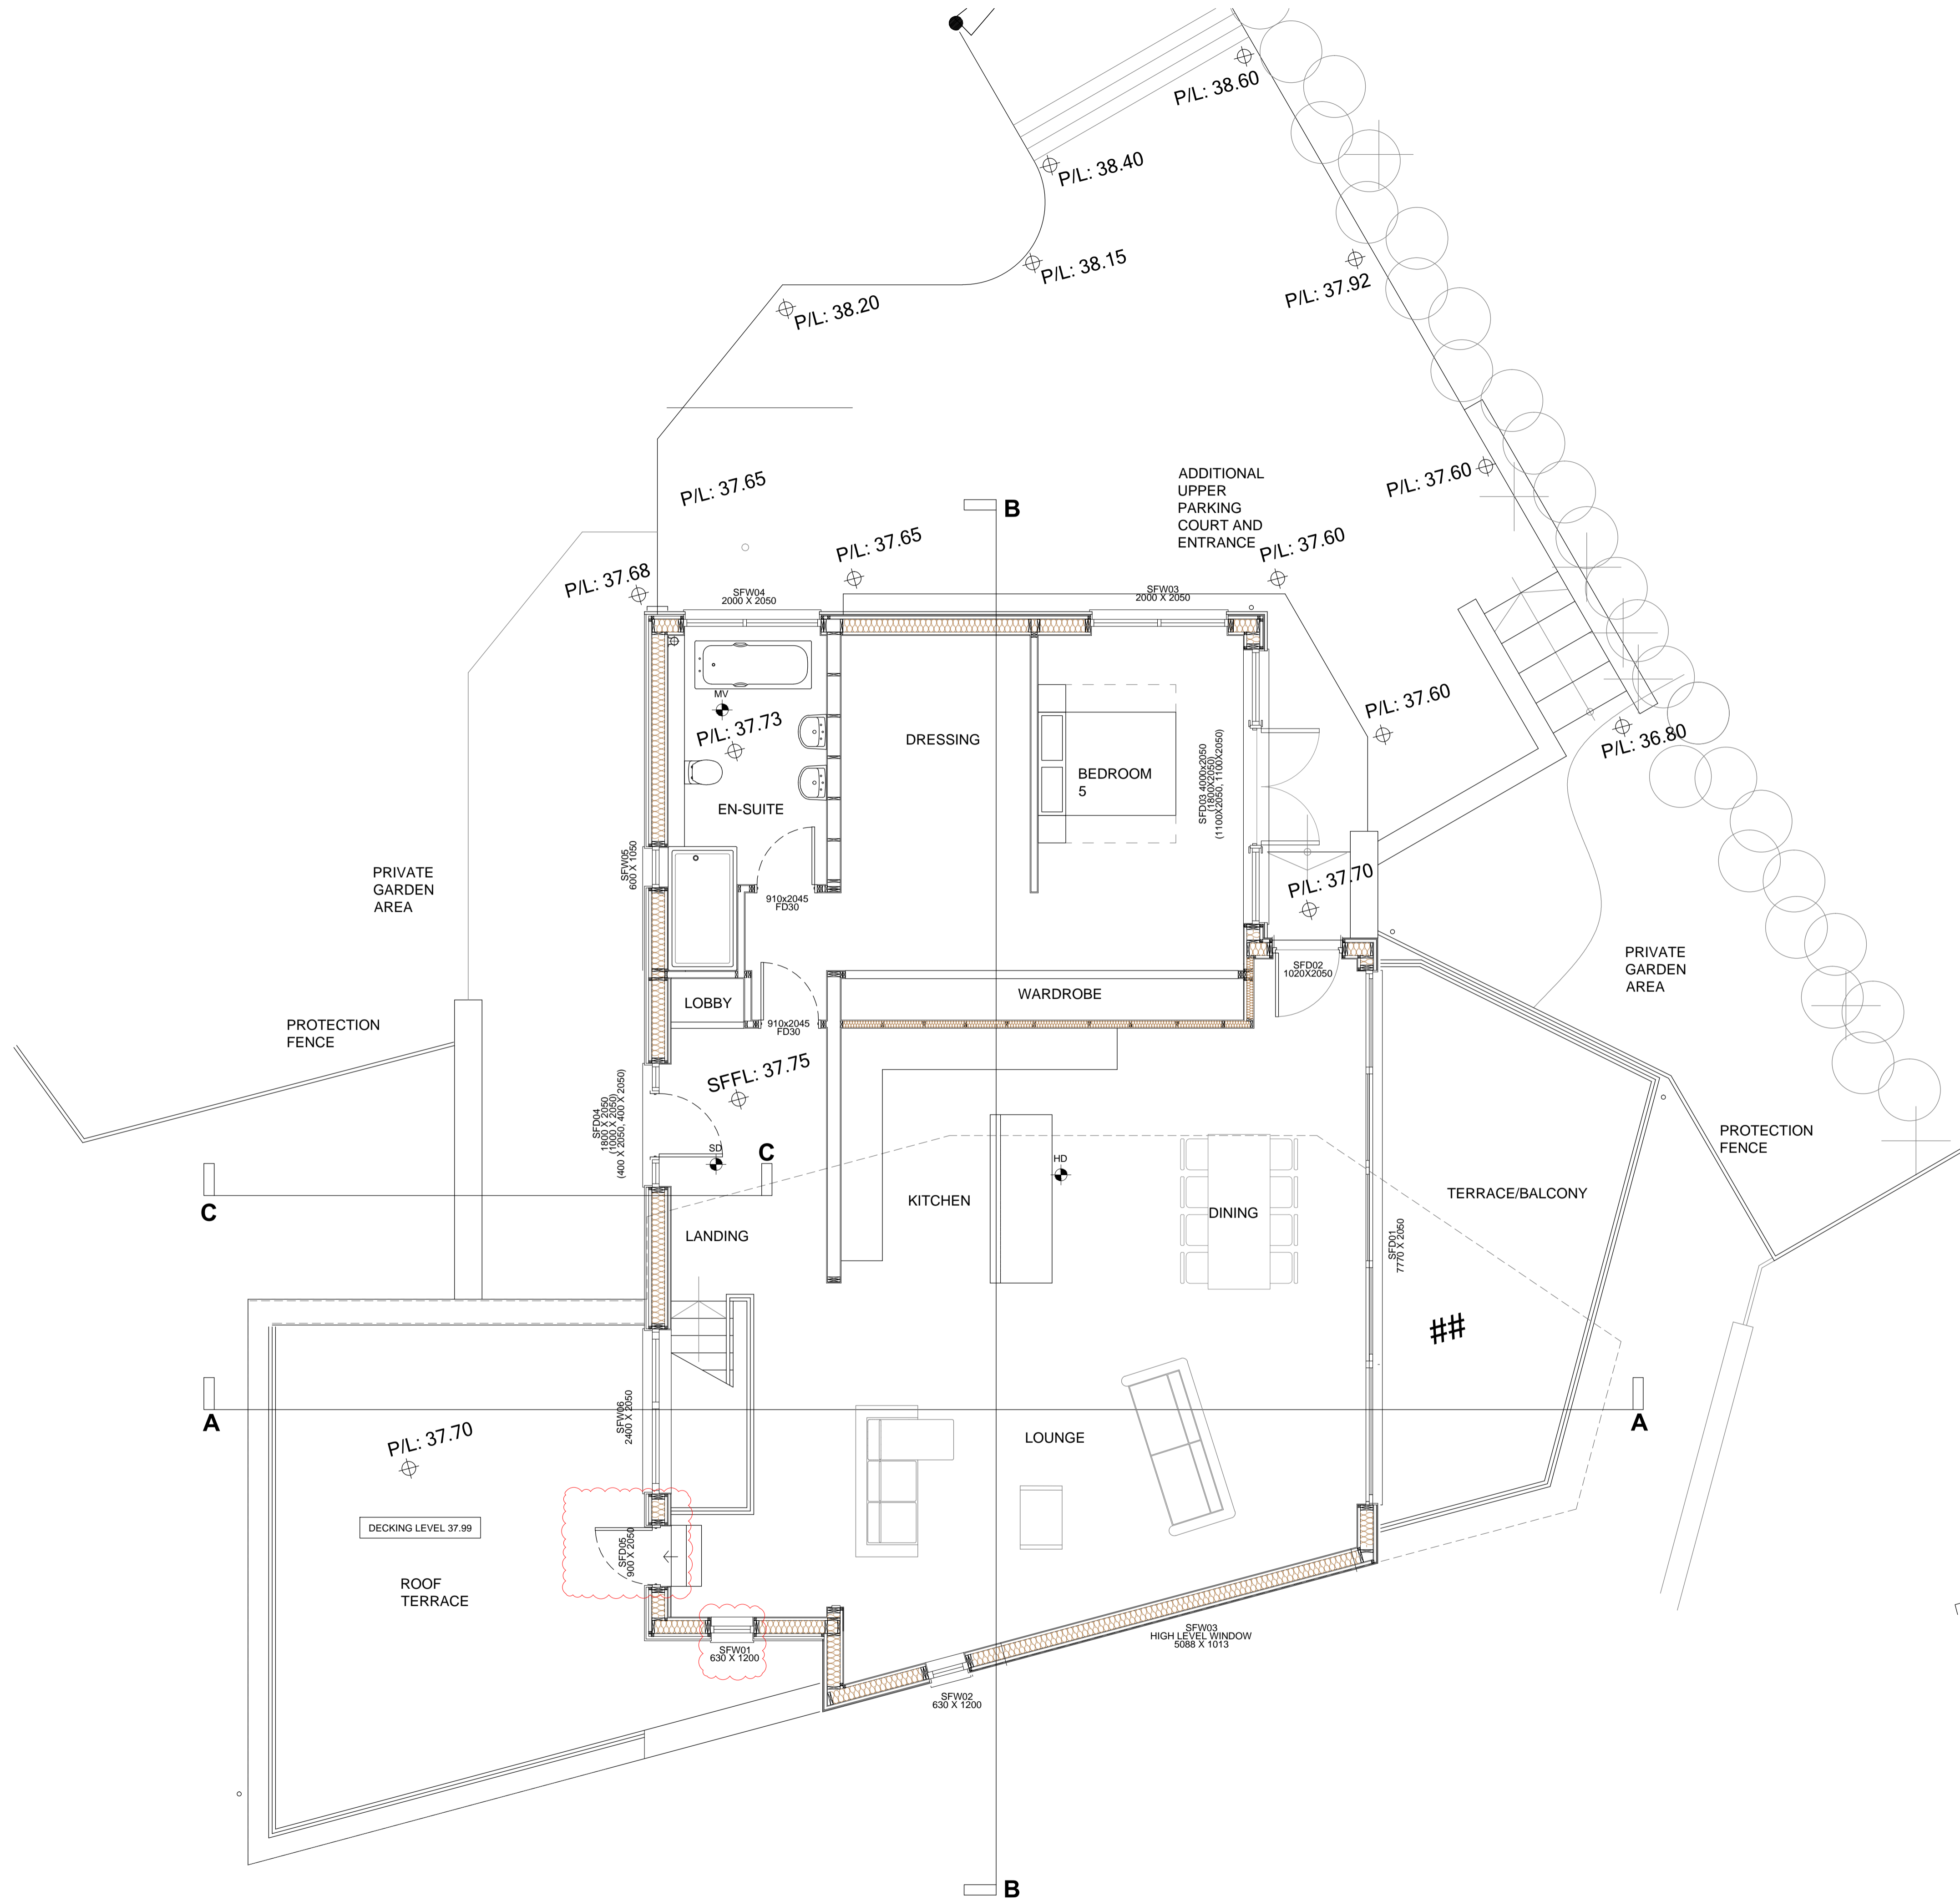 P/L: 38.60
P/L: 38.40
P/L: 38.15
P/L: 37.92
P/L: 38.20
P/L: 37.65
ADDITIONAL
UPPER
PARKING
COURT AND
ENTRANCE
P/L: 37.60
B
P/L: 37.65
P/L: 37.60
P/L: 37.68
SFW04
2000 X 2050
SFW03
2000 X 2050
MV
P/L: 37.73
P/L: 37.60
P/L: 36.80
DRESSING
BEDROOM
5
SFD03 4000x2050
(1800X2050)
(1100X2050, 1100X2050)
EN-SUITE
SFW05
600 X 1050
PRIVATE
GARDEN
AREA
910x2045
FD30
P/L: 37.70
PRIVATE
GARDEN
AREA
SFD02
1020X2050
LOBBY
WARDROBE
PROTECTION
FENCE
910x2045
FD30
SFFL: 37.75
SFD04
1800 X 2050
(1000 X 2050)
(400 X 2050, 400 X 2050)
SD
C
HD
PROTECTION
FENCE
C
KITCHEN
DINING
TERRACE/BALCONY
LANDING
SFD01
7770 X 2050
##
A
A
SFW06
2400 X 2050
P/L: 37.70
LOUNGE
DECKING LEVEL 37.99
SFD05
900 X 2050
ROOF
TERRACE
SFW01
630 X 1200
SFW03
HIGH LEVEL WINDOW
5088 X 1013
SFW02
630 X 1200
B